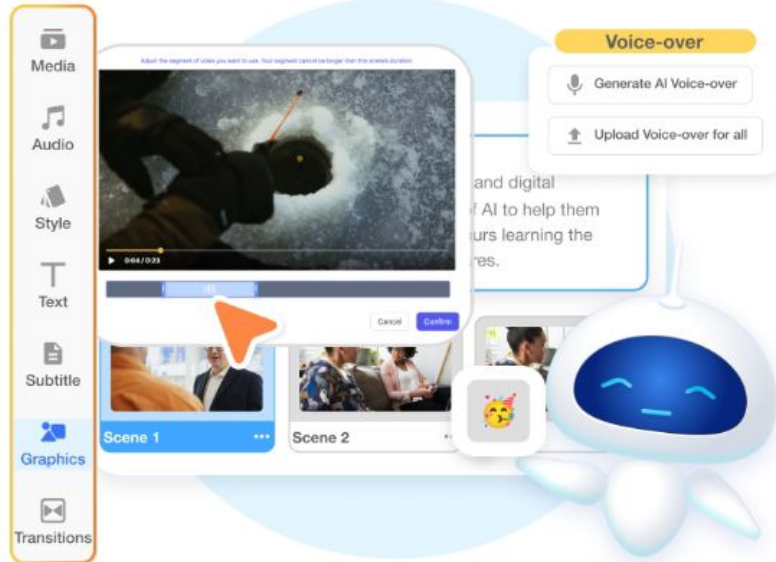 Media
Audio
Style
Text
Subtitle
Graphics
Transitions
Adjust the segment of video you want to use. Your segment cannot be longer than this scene's duration
0:04 / 0:23
Cancel
Confirm
Voice-over
Generate AI Voice-over
Upload Voice-over for all
and digital
of AI to help them
urs learning the
res.
Scene 1
Scene 2